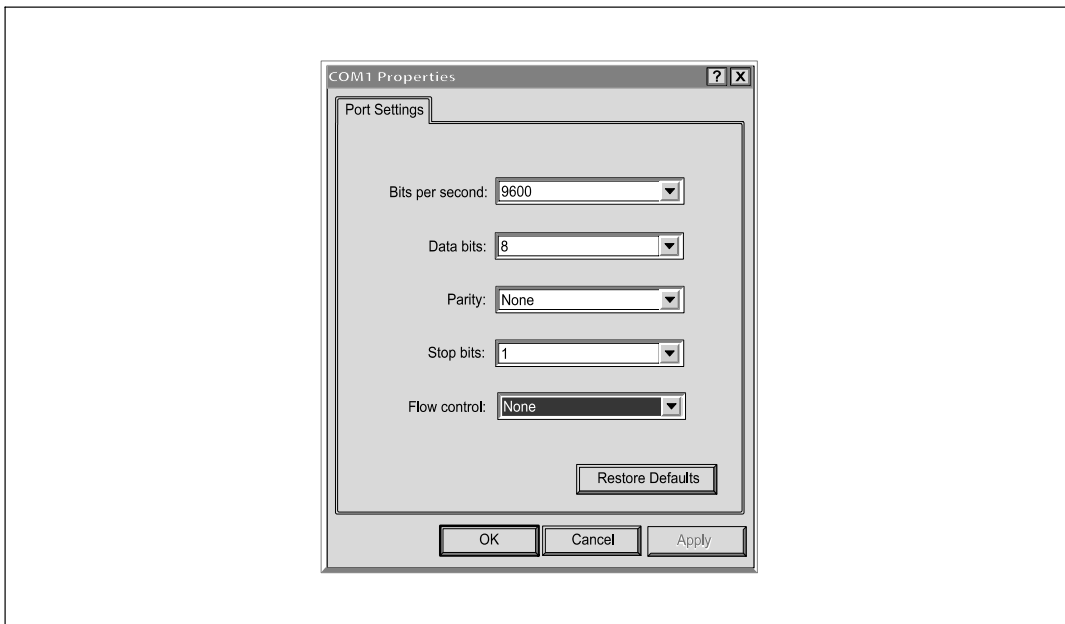 COM1 Properties ? X
Port Settings
Bits per second: 9600
Data bits: 8
Parity: None
Stop bits: 1
Flow control: None
Restore Defaults
OK Cancel Apply